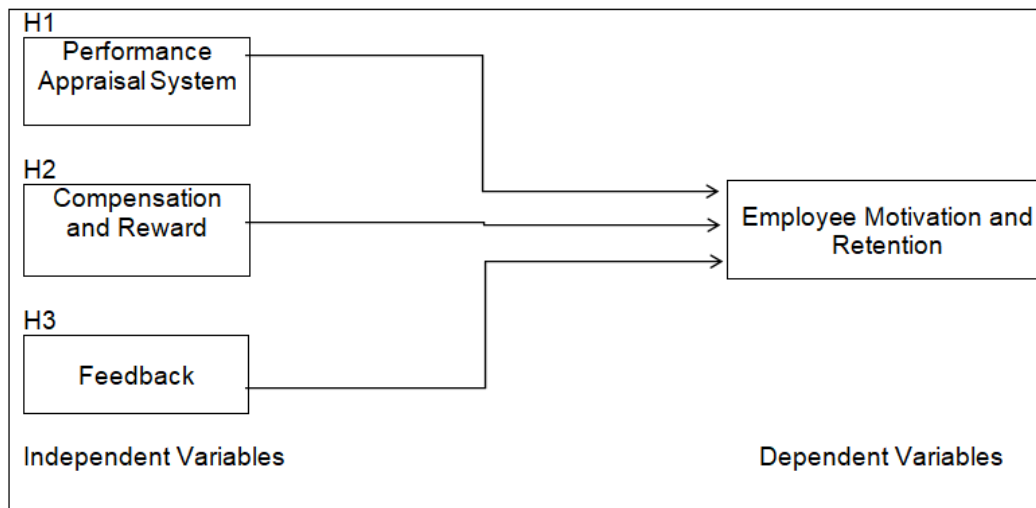 H1
Performance
Appraisal System
H2
Compensation
and Reward
Employee Motivation and
Retention
H3
Feedback
Independent Variables
Dependent Variables